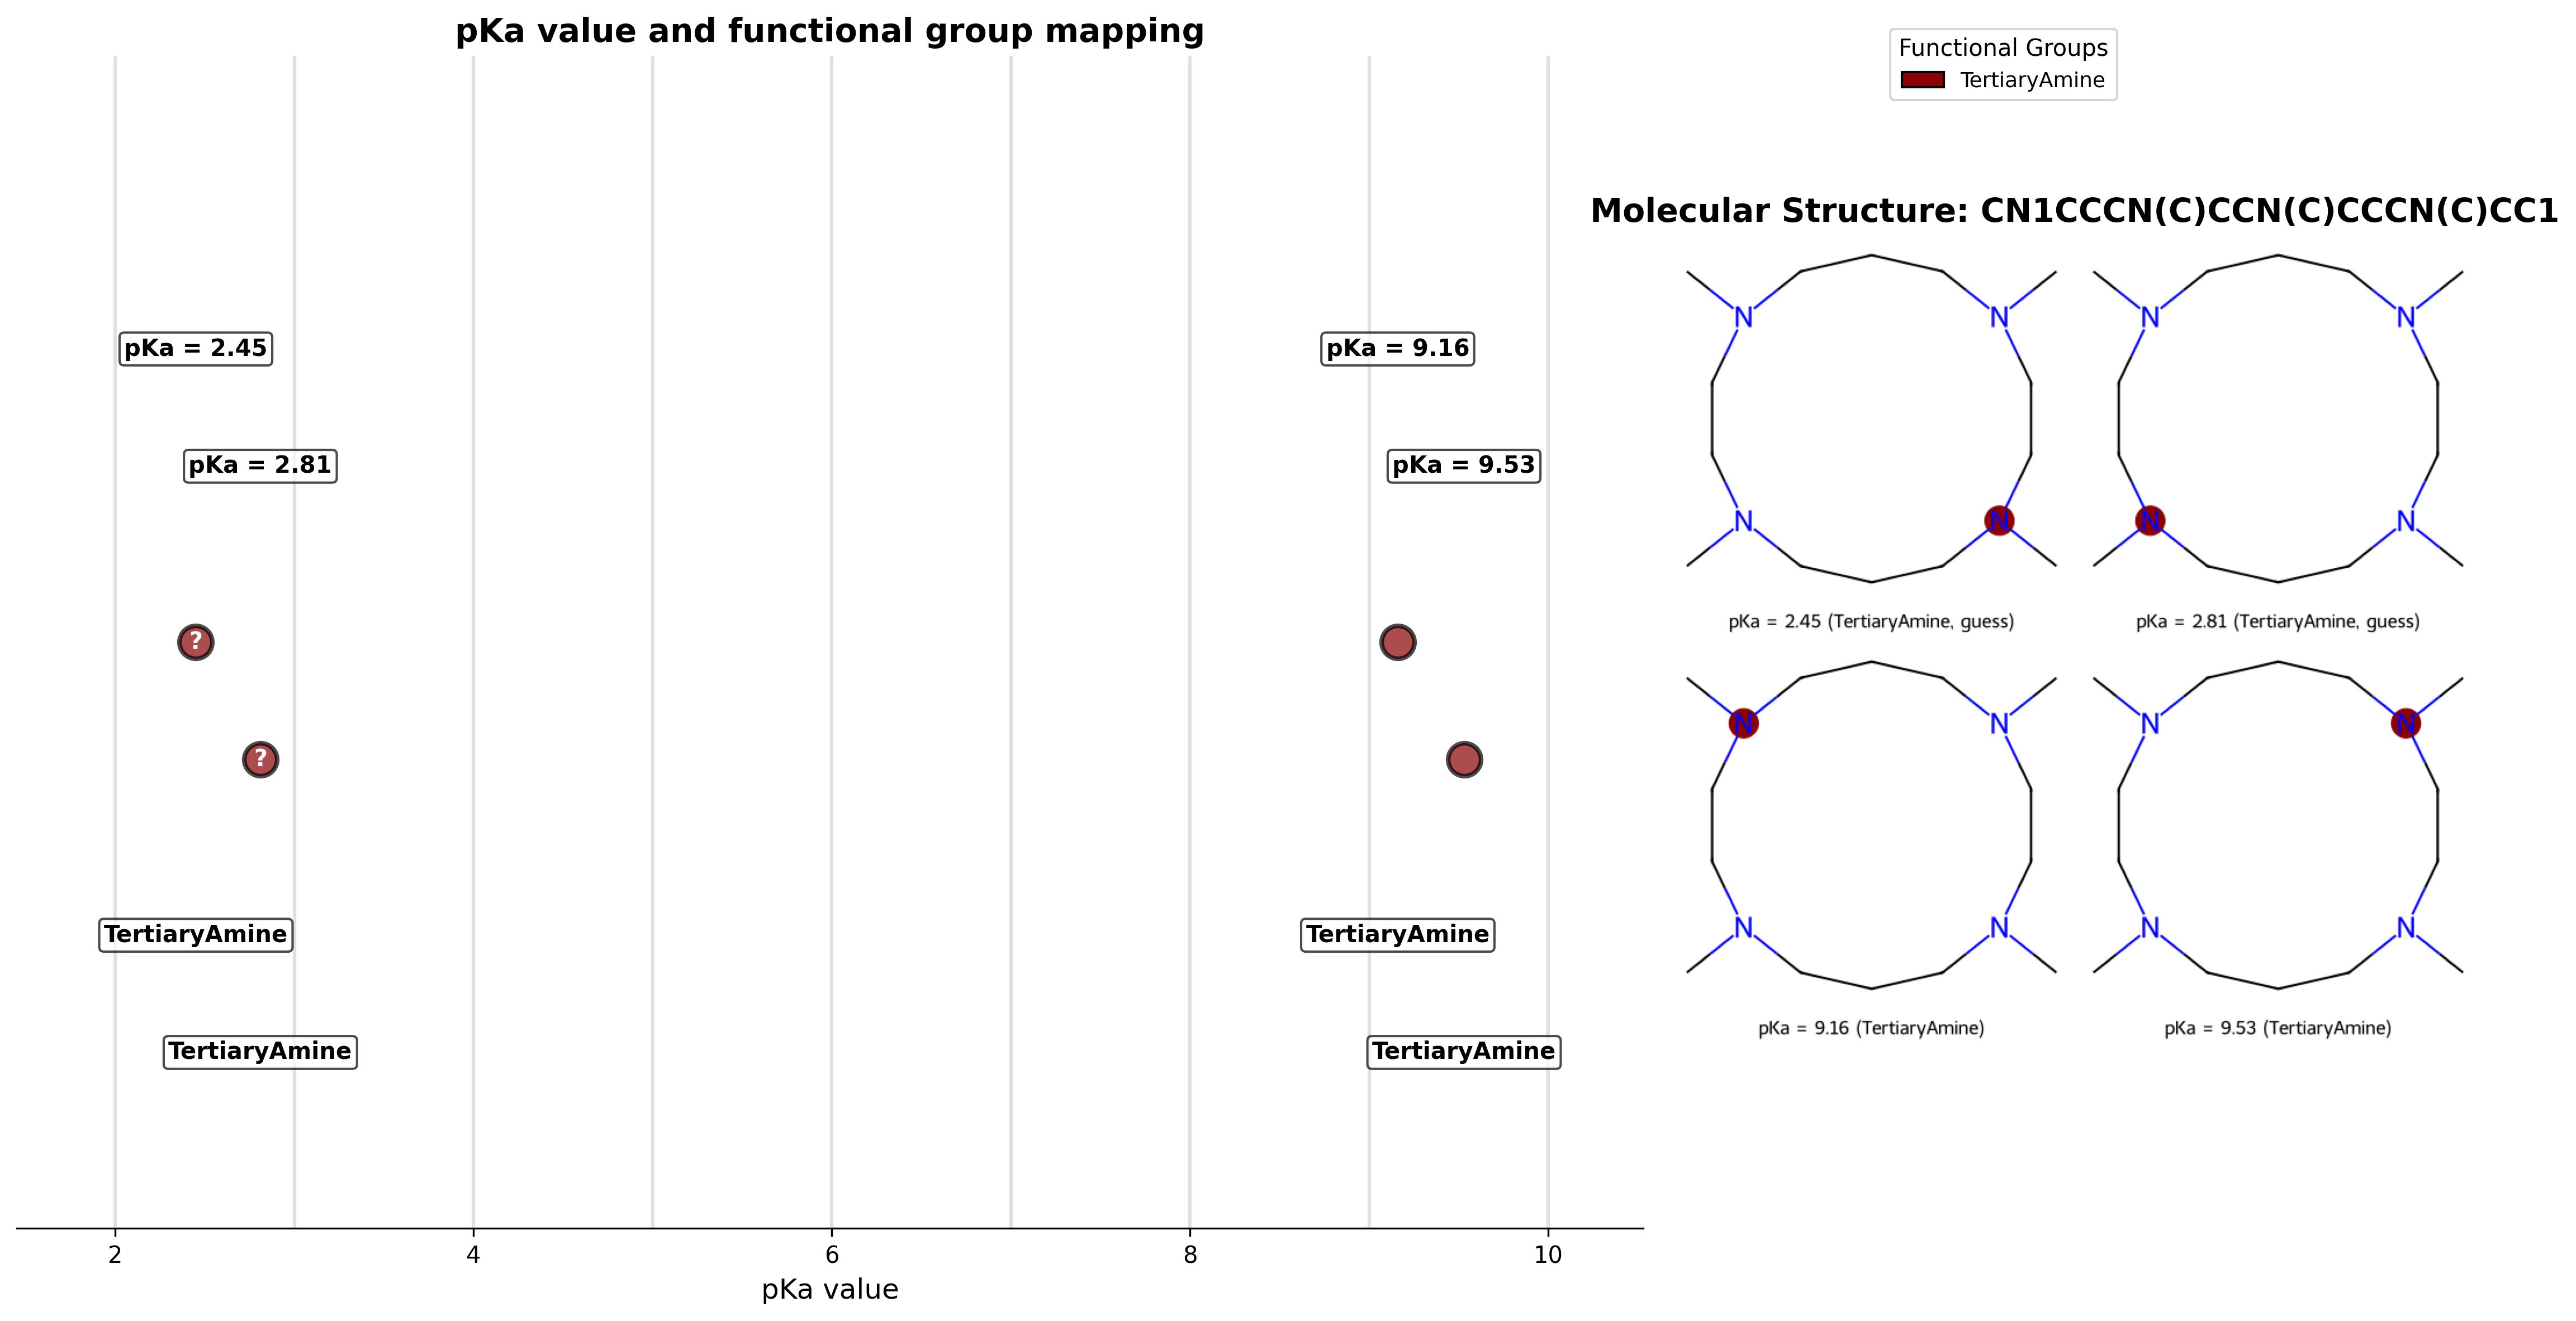 pKa value and functional group mapping
pKa = 2.45
pKa = 9.16
pKa = 2.81
pKa = 9.53
?
?
TertiaryAmine
TertiaryAmine
TertiaryAmine
TertiaryAmine
2
4
6
8
10
pKa value
Functional Groups
TertiaryAmine
Molecular Structure: CN1CCCN(C)CCN(C)CCCN(C)CC1
N
N
N
N
N
N
N
N
pKa = 2.45 (TertiaryAmine, guess)
pKa = 2.81 (TertiaryAmine, guess)
N
N
N
N
N
N
N
N
pKa = 9.16 (TertiaryAmine)
pKa = 9.53 (TertiaryAmine)